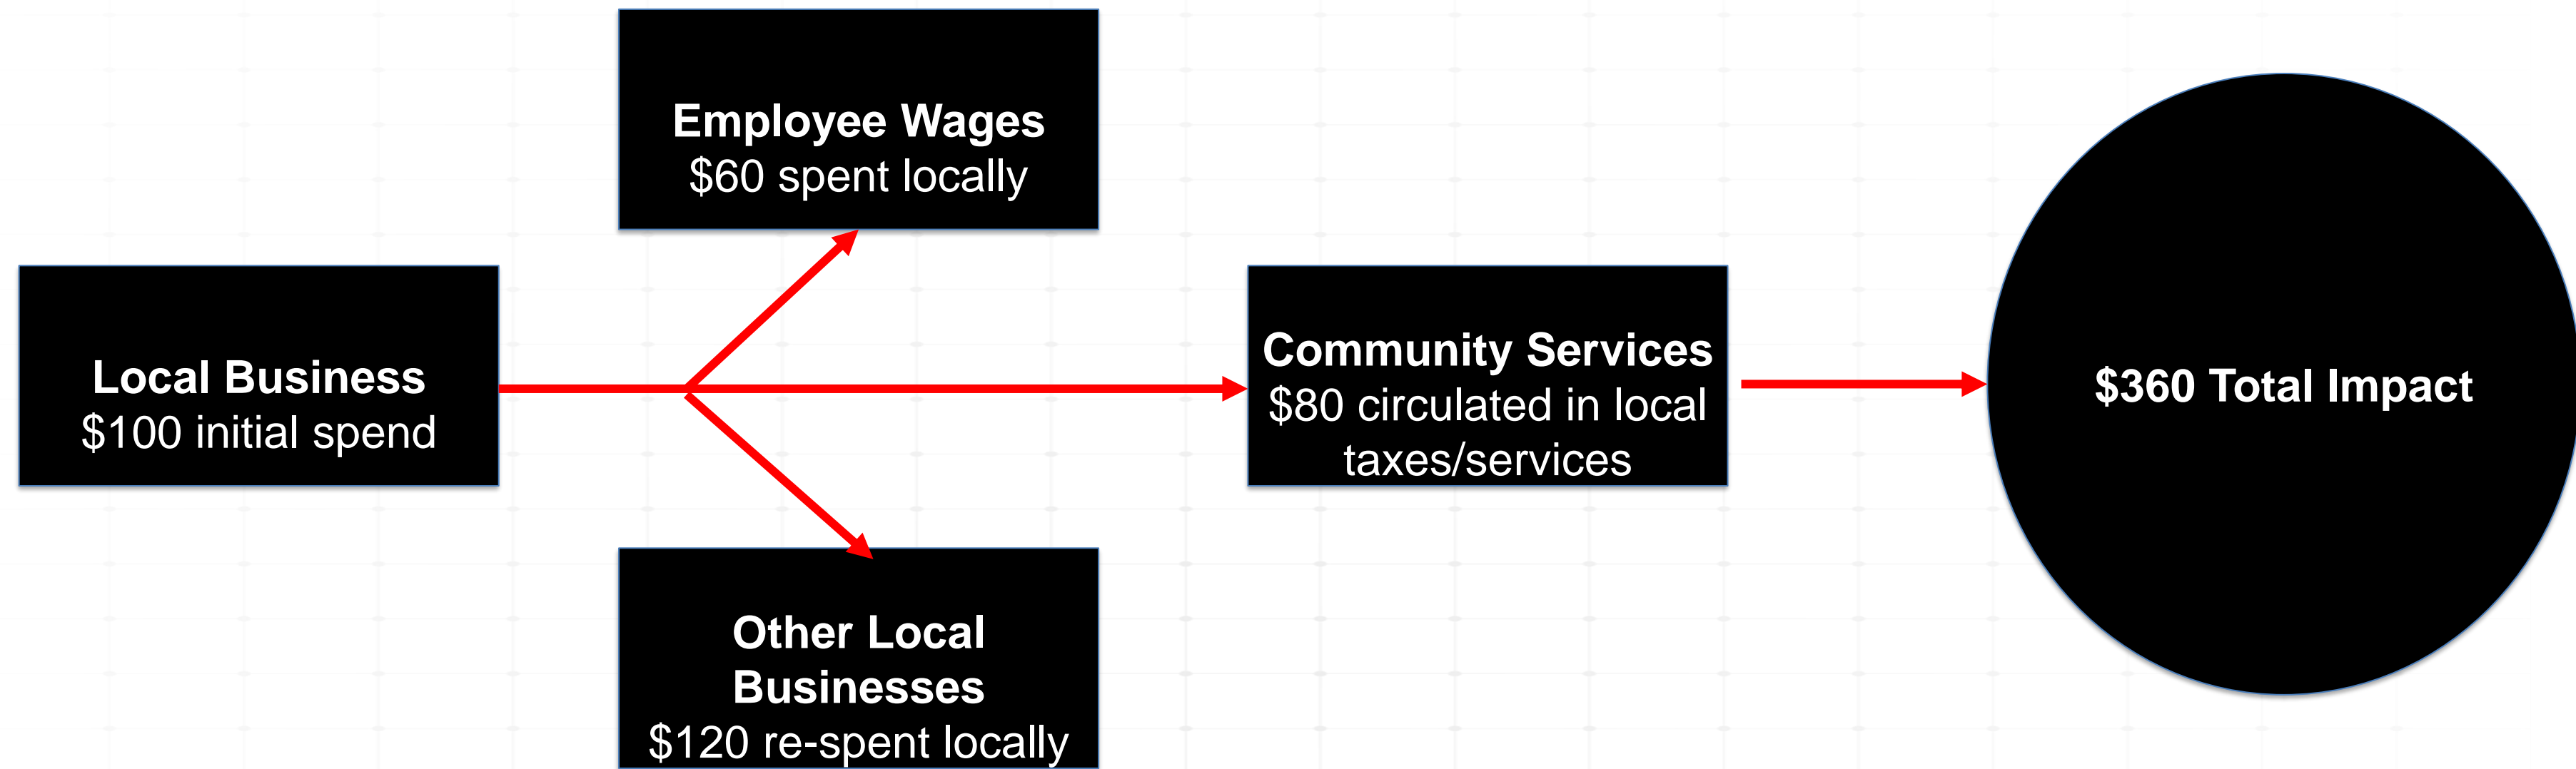 Employee Wages
$60 spent locally
Local Business
$100 initial spend
Community Services
$80 circulated in local
taxes/services
$360 Total Impact
Other Local
Businesses
$120 re-spent locally